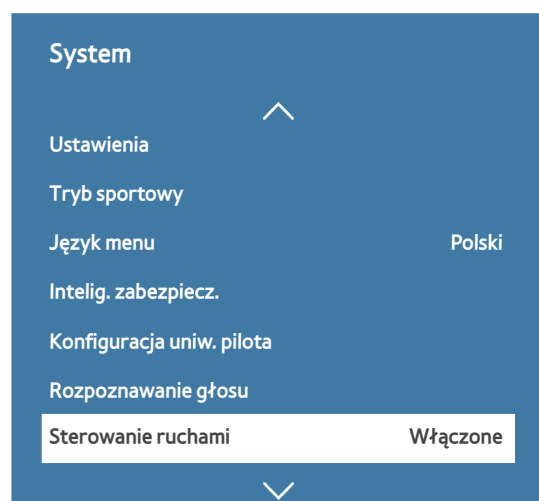 System
Ustawienia
Tryb sportowy
Język menu Polski
Intelig. zabezpiecz.
Konfiguracja uniw. pilota
Rozpoznawanie głosu
Sterowanie ruchami Włączone